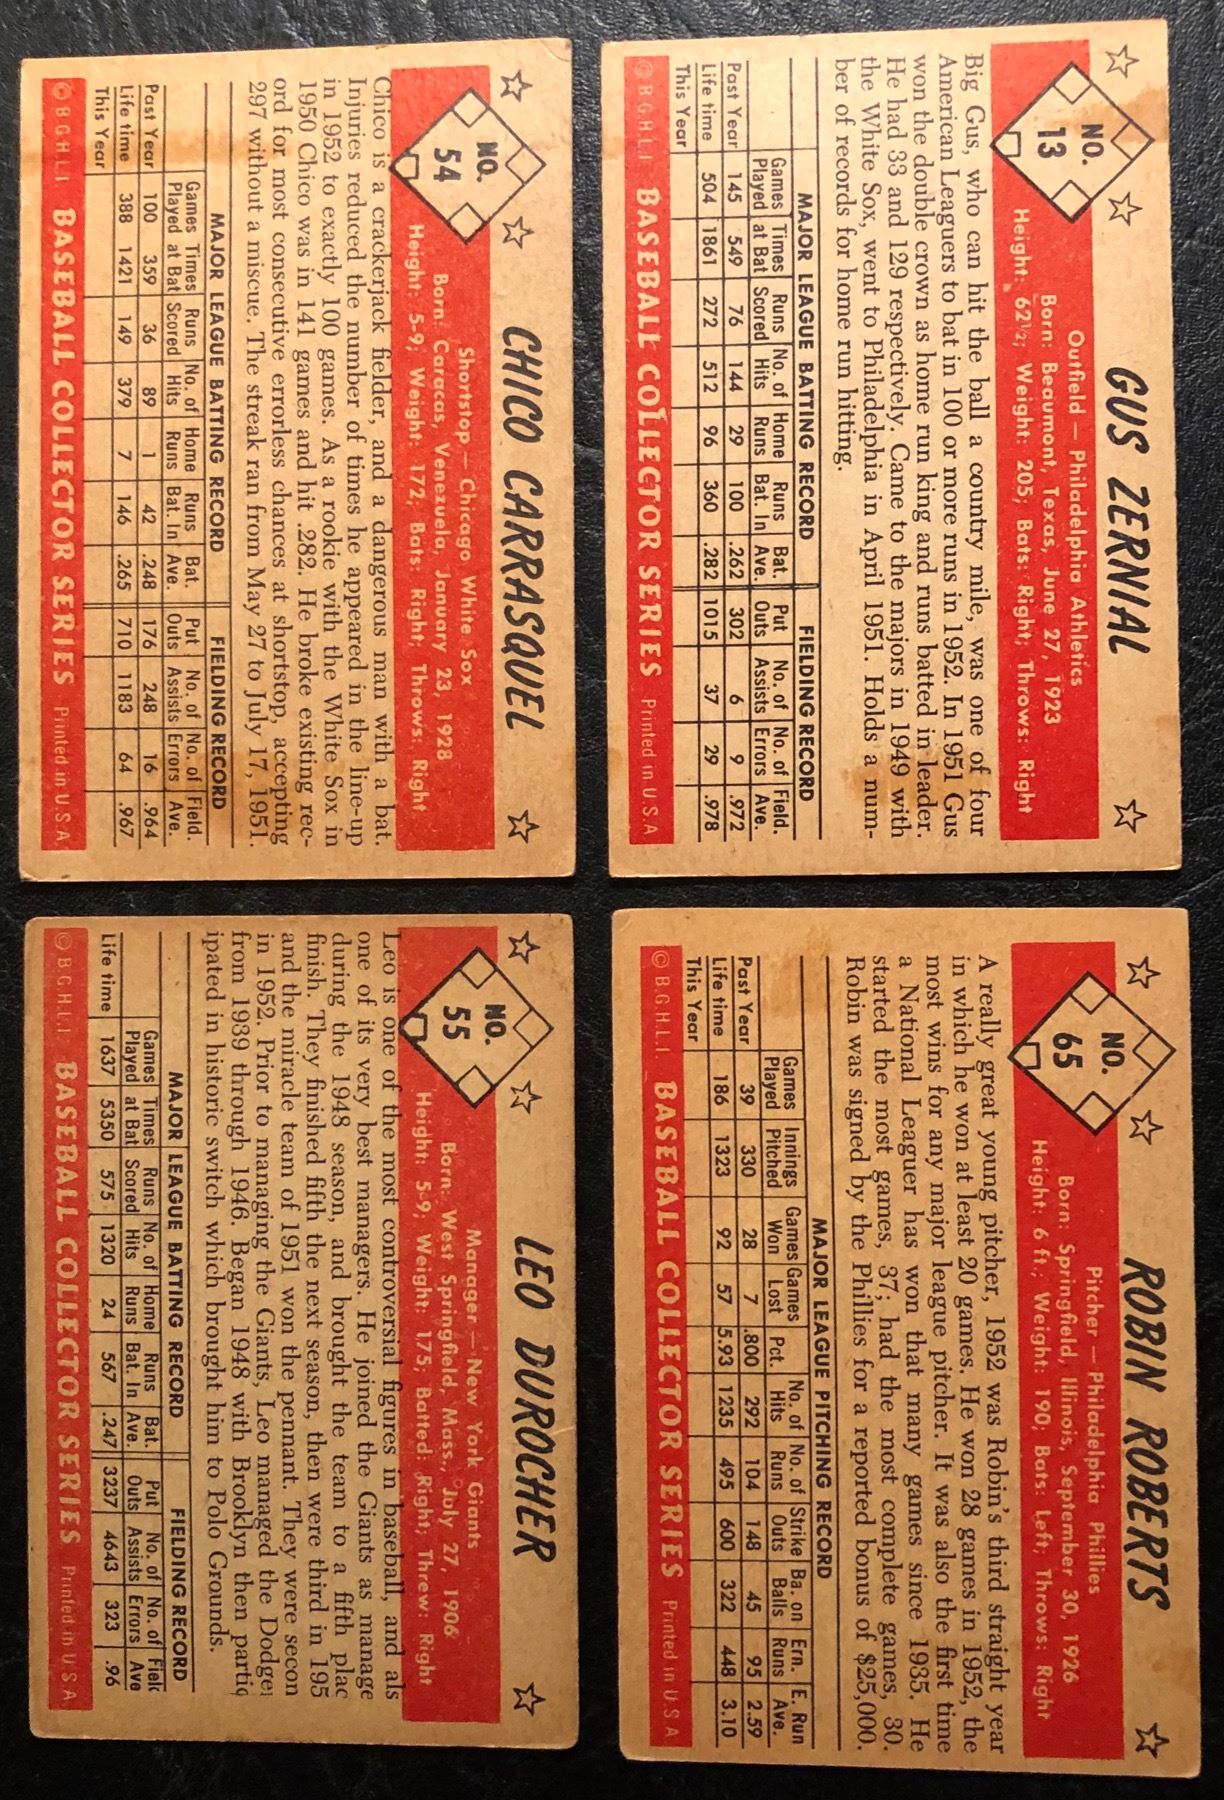 GUS ZERNIAL
NO.
13
Outfield — Philadelphia Athletics
Born: Beaumont, Texas, June 27, 1923
Height: 62½; Weight: 205; Bats: Right; Throws: Right
Big Gus, who can hit the ball a country mile, was one of four
American Leaguers to bat in 100 or more runs in 1952. In 1951 Gus
won the double crown as home run king and runs batted in leader.
He had 33 and 129 respectively. Came to the majors in 1949 with
the White Sox, went to Philadelphia in April 1951. Holds a num-
ber of records for home run hitting.
MAJOR LEAGUE BATTING RECORD FIELDING RECORD
Games Times Runs No. of Home Runs Bat. Put No. of No. of Field.
Played at Bat Scored Hits Runs Bat. In Ave. Outs Assists Errors Ave.
Past Year 145 549 76 144 29 100 .262 302 6 9 .972
Life time 504 1861 272 512 96 360 .282 1015 37 29 .978
This Year
© B.G.H.L.I. BASEBALL COLLECTOR SERIES Printed in U.S.A
ROBIN ROBERTS
NO.
65
Pitcher — Philadelphia Phillies
Born: Springfield, Illinois, September 30, 1926
Height: 6 ft.; Weight: 190; Bats: Left; Throws: Right
A really great young pitcher, 1952 was Robin's third straight year
in which he won at least 20 games. He won 28 games in 1952, the
most wins for any major league pitcher. It was also the first time
a National Leaguer has won that many games since 1935. He
started the most games, 37; had the most complete games, 30.
Robin was signed by the Phillies for a reported bonus of $25,000.
MAJOR LEAGUE PITCHING RECORD
Games Innings Games Games No. of No. of Strike Ba. on Ern. E. Run
Played Pitched Won Lost Pct. Hits Runs Outs Balls Runs Ave.
Past Year 39 330 28 7 .800 292 104 148 45 95 2.59
Life time 186 1323 92 57 5.93 1235 495 600 322 448 3.10
This Year
© B.G.H.L.I. BASEBALL COLLECTOR SERIES Printed in U.S.A
CHICO CARRASQUEL
NO.
54
Shortstop — Chicago White Sox
Born: Caracas, Venezuela, January 23, 1928
Height: 5-9; Weight: 172; Bats: Right; Throws: Right
Chico is a crackerjack fielder, and a dangerous man with a bat.
Injuries reduced the number of times he appeared in the line-up
in 1952 to exactly 100 games. As a rookie with the White Sox in
1950 Chico was in 141 games and hit .282. He broke existing rec-
ord for most consecutive errorless chances at shortstop, accepting
297 without a miscue. The streak ran from May 27 to July 17, 1951.
MAJOR LEAGUE BATTING RECORD FIELDING RECORD
Games Times Runs No. of Home Runs Bat. Put No. of No. of Field.
Played at Bat Scored Hits Runs Bat. In Ave. Outs Assists Errors Ave.
Past Year 100 359 36 89 1 42 .248 176 248 16 .964
Life time 388 1421 149 379 7 146 .265 710 1183 64 .967
This Year
© B.G.H.L.I. BASEBALL COLLECTOR SERIES Printed in U.S.A
LEO DUROCHER
NO.
55
Manager — New York Giants
Born: West Springfield, Mass., July 27, 1906
Height: 5-9; Weight: 175; Batted: Right; Threw: Right
Leo is one of the most controversial figures in baseball, and als
one of its very best managers. He joined the Giants as manage
during the 1948 season, and brought the team to a fifth plac
finish. They finished fifth the next season, then were third in 195
and the miracle team of 1951 won the pennant. They were secon
in 1952. Prior to managing the Giants, Leo managed the Dodge
from 1939 through 1946. Began 1948 with Brooklyn then partic
ipated in historic switch which brought him to Polo Grounds.
MAJOR LEAGUE BATTING RECORD FIELDING RECORD
Games Times Runs No. of Home Runs Bat. Put No. of No. of Field
Played at Bat Scored Hits Runs Bat. In Ave. Outs Assists Errors Ave
Life time 1637 5350 575 1320 24 567 .247 3237 4643 323 .96
© B.G.H.L.I. BASEBALL COLLECTOR SERIES Printed in U.S.A